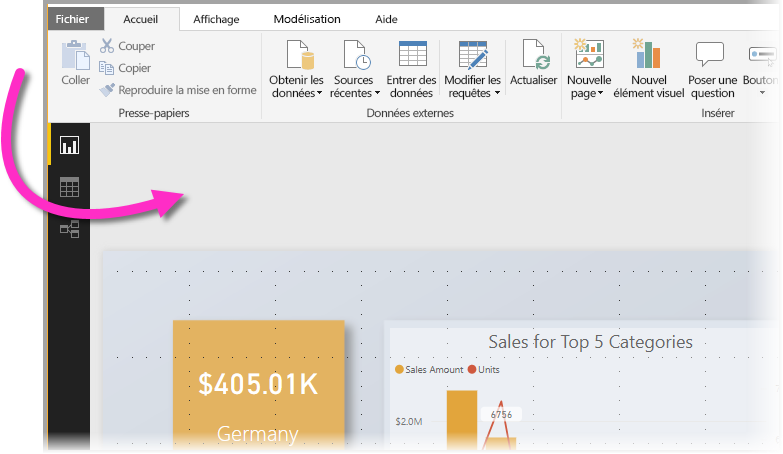 Fichier Accueil Affichage Modélisation Aide
Coller
Couper
Copier
Reproduire la mise en forme
Presse-papiers
Obtenir les
données
Sources
récentes
Entrer des
données
Modifier les
requêtes
Actualiser
Données externes
Nouvelle
page
Nouvel
élément visuel
Poser une
question
Bouton
Insérer
$405.01K
Germany
Sales for Top 5 Categories
Sales Amount Units
6756
$2.0M